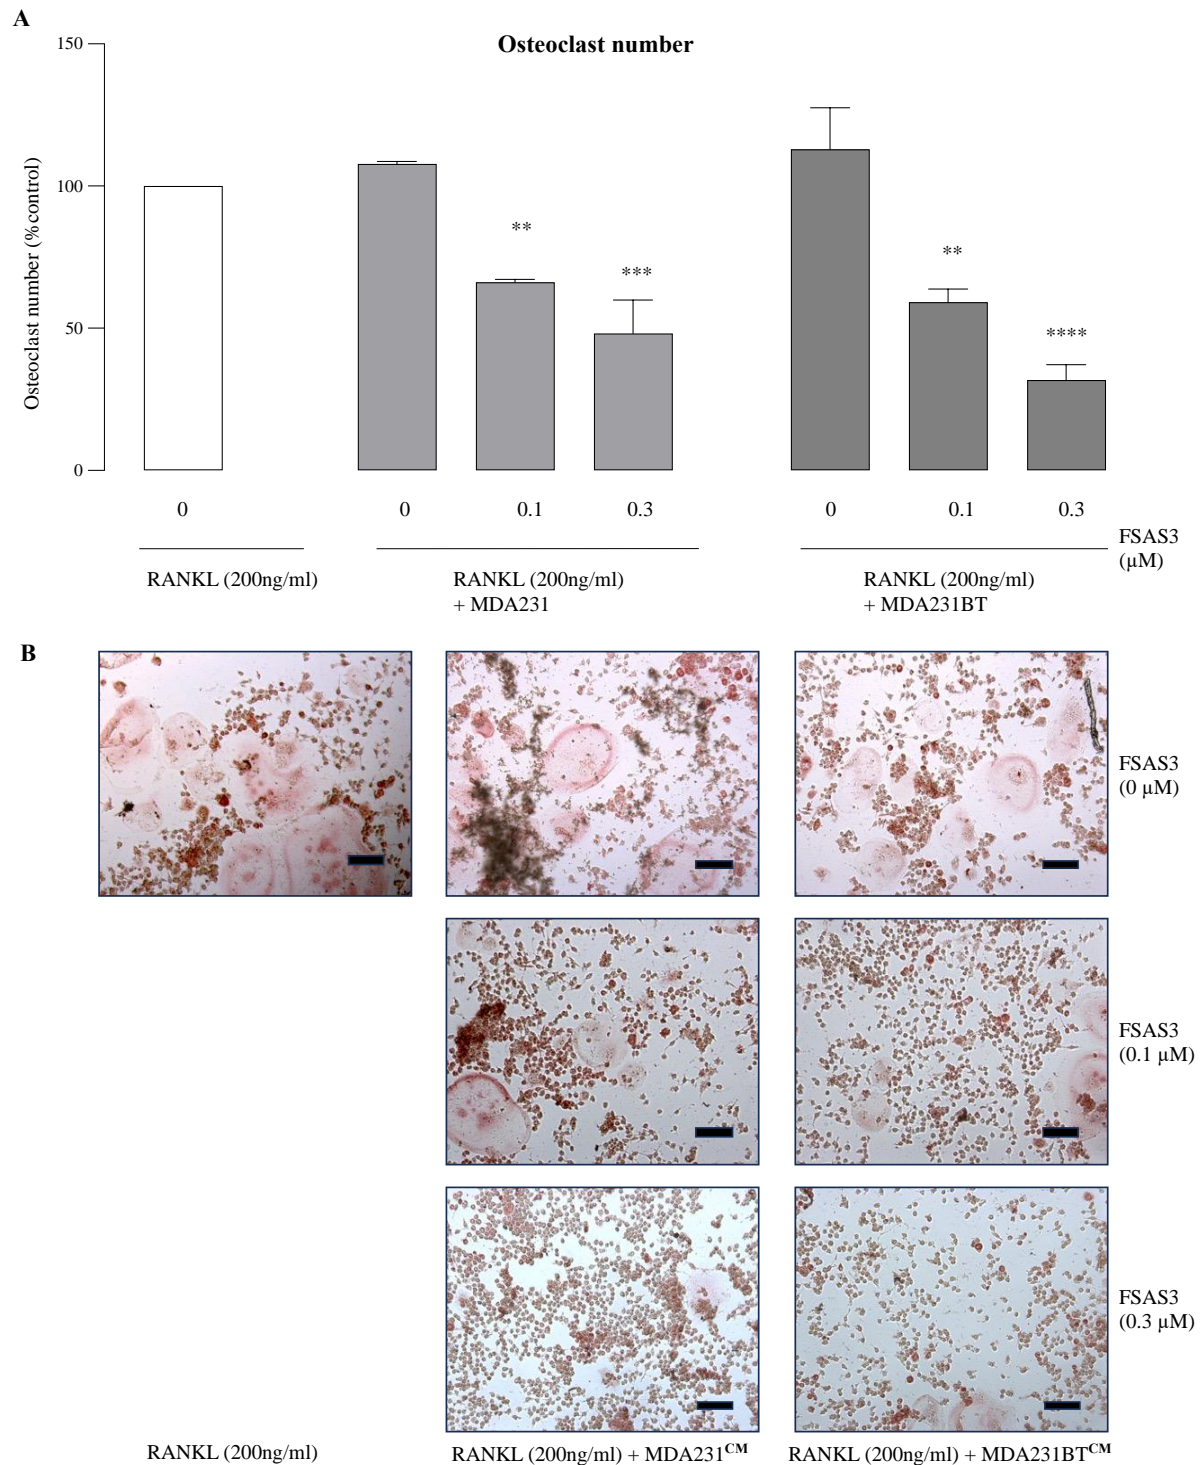 A
Osteoclast number
150
100
50
0
Osteoclast number (%control)
**
***
**
****
0
0
0.1
0.3
0
0.1
0.3
FSAS3
(µM)
RANKL (200ng/ml)
RANKL (200ng/ml)
+ MDA231
RANKL (200ng/ml)
+ MDA231BT
B
FSAS3
(0 µM)
FSAS3
(0.1 µM)
FSAS3
(0.3 µM)
RANKL (200ng/ml)
RANKL (200ng/ml) + MDA231CM
RANKL (200ng/ml) + MDA231BTCM